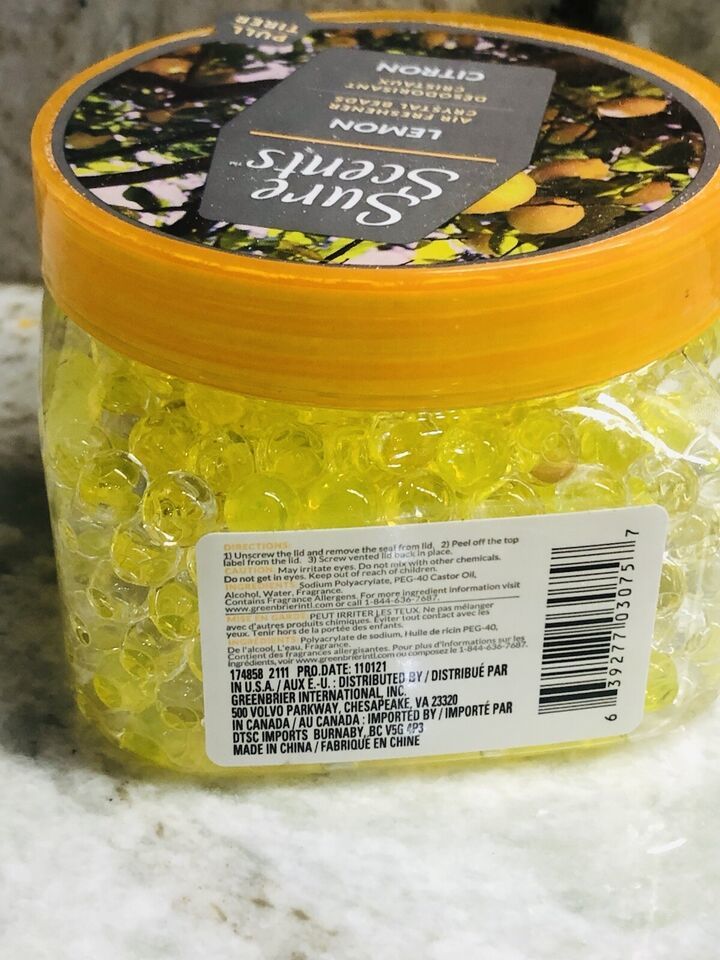 PULL
TIRER
Sure
Scents™
LEMON
AIR FRESHENER
CRYSTAL BEADS
DÉSODORISANT
CRISTAUX
CITRON
DIRECTIONS:
1) Unscrew the lid and remove the seal from lid. 2) Peel off the top
label from the lid. 3) Screw vented lid back in place.
CAUTION: May irritate eyes. Do not mix with other chemicals.
Do not get in eyes. Keep out of reach of children.
INGREDIENTS: Sodium Polyacrylate, PEG-40 Castor Oil,
Alcohol, Water, Fragrance.
Contains Fragrance Allergens. For more ingredient information visit
www.greenbrierintl.com or call 1-844-636-7687.
MISE EN GARDE: PEUT IRRITER LES YEUX. Ne pas mélanger
avec d'autres produits chimiques. Éviter tout contact avec les
yeux. Tenir hors de la portée des enfants.
INGRÉDIENTS: Polyacrylate de sodium, Huile de ricin PEG-40,
De l'alcool, L'eau, Fragrance.
Contient des fragrances allergisantes. Pour plus d'informations sur les
Ingrédients, voir www.greenbrierintl.com ou composez le 1-844-636-7687.
174858 2111 PRO.DATE: 110121
IN U.S.A. / AUX É.-U. : DISTRIBUTED BY / DISTRIBUÉ PAR
GREENBRIER INTERNATIONAL, INC.
500 VOLVO PARKWAY, CHESAPEAKE, VA 23320
IN CANADA / AU CANADA : IMPORTED BY / IMPORTÉ PAR
DTSC IMPORTS BURNABY, BC V5G 4P3
MADE IN CHINA / FABRIQUÉ EN CHINE
6 39277 03075 7